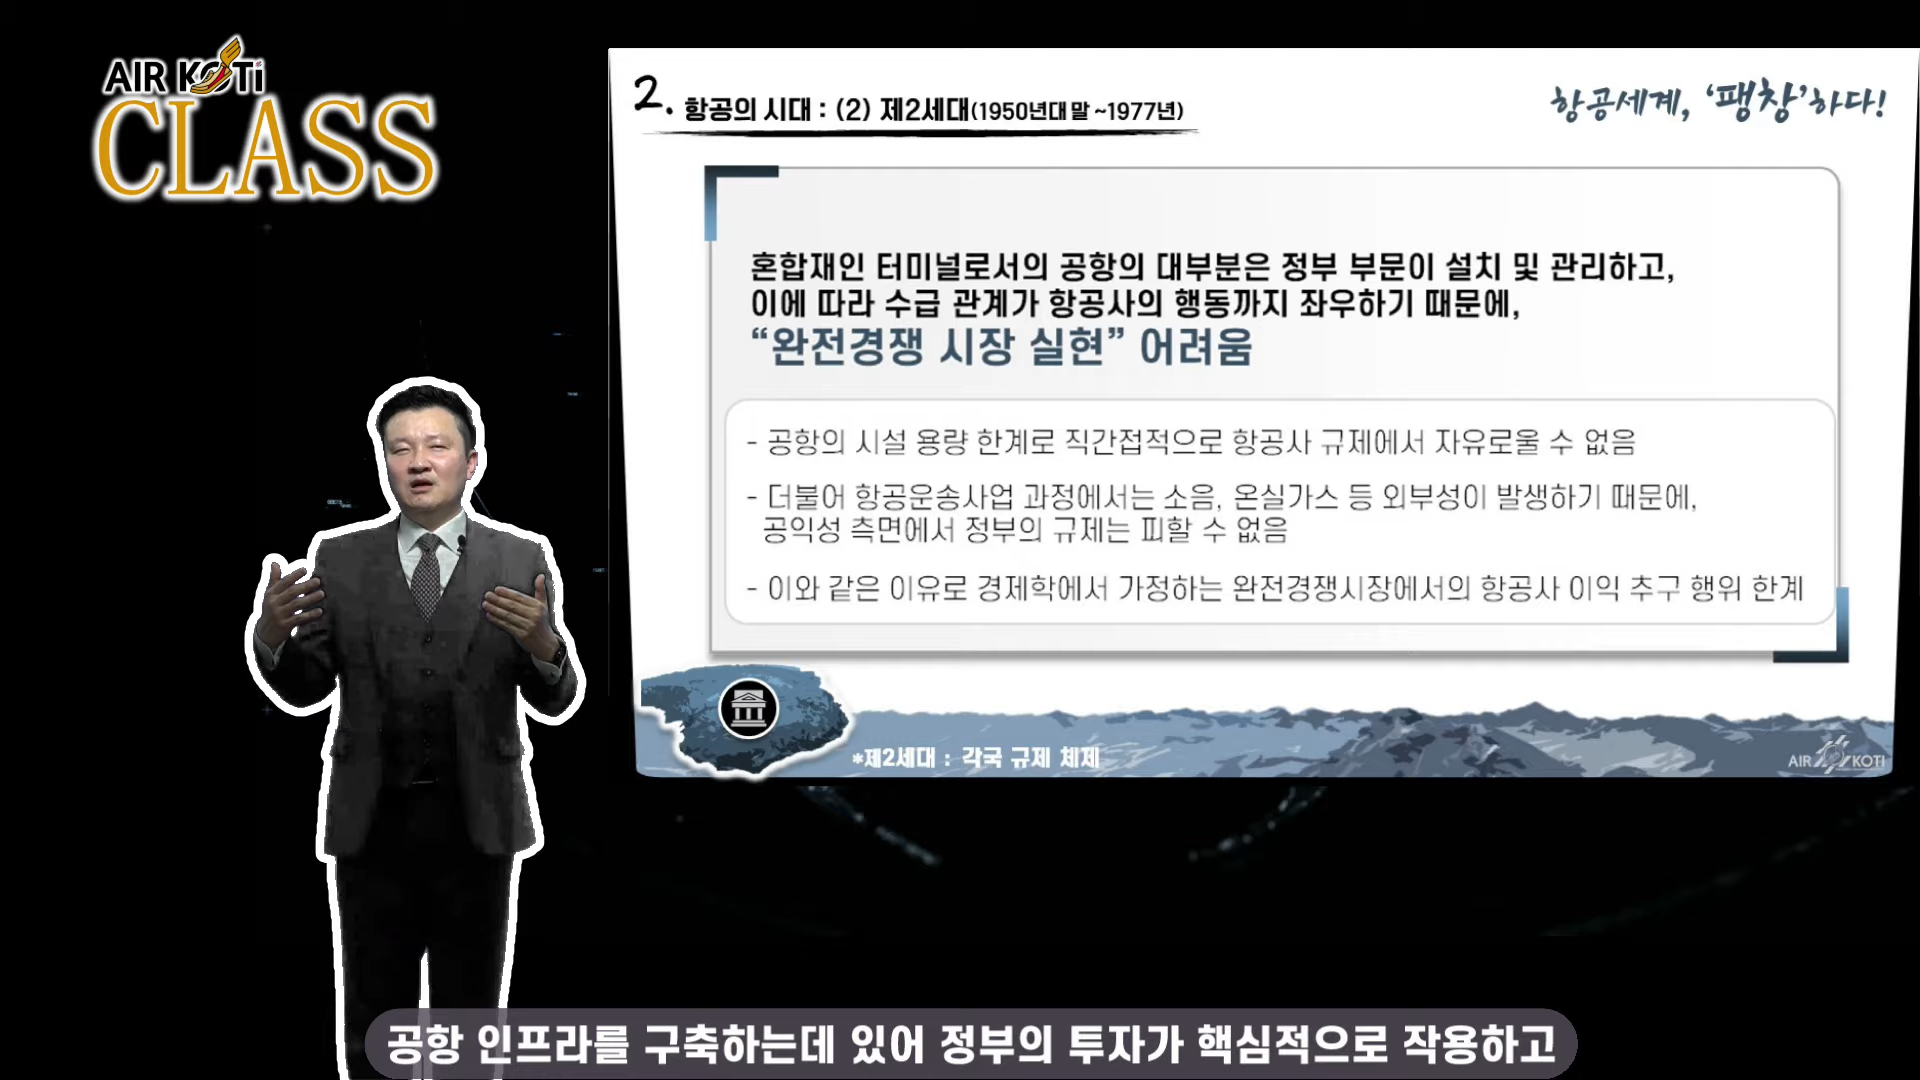 AIR KOTi
CLASS
2. 항공의 시대 : (2) 제2세대(1950년대 말 ~1977년)
항공세계, ‘팽창’하다!
혼합재인 터미널로서의 공항의 대부분은 정부 부문이 설치 및 관리하고,
이에 따라 수급 관계가 항공사의 행동까지 좌우하기 때문에,
“완전경쟁 시장 실현” 어려움
- 공항의 시설 용량 한계로 직간접적으로 항공사 규제에서 자유로울 수 없음
- 더불어 항공운송사업 과정에서는 소음, 온실가스 등 외부성이 발생하기 때문에,
공익성 측면에서 정부의 규제는 피할 수 없음
- 이와 같은 이유로 경제학에서 가정하는 완전경쟁시장에서의 항공사 이익 추구 행위 한계
*제2세대 : 각국 규제 체제
AIR KOTI
공항 인프라를 구축하는데 있어 정부의 투자가 핵심적으로 작용하고